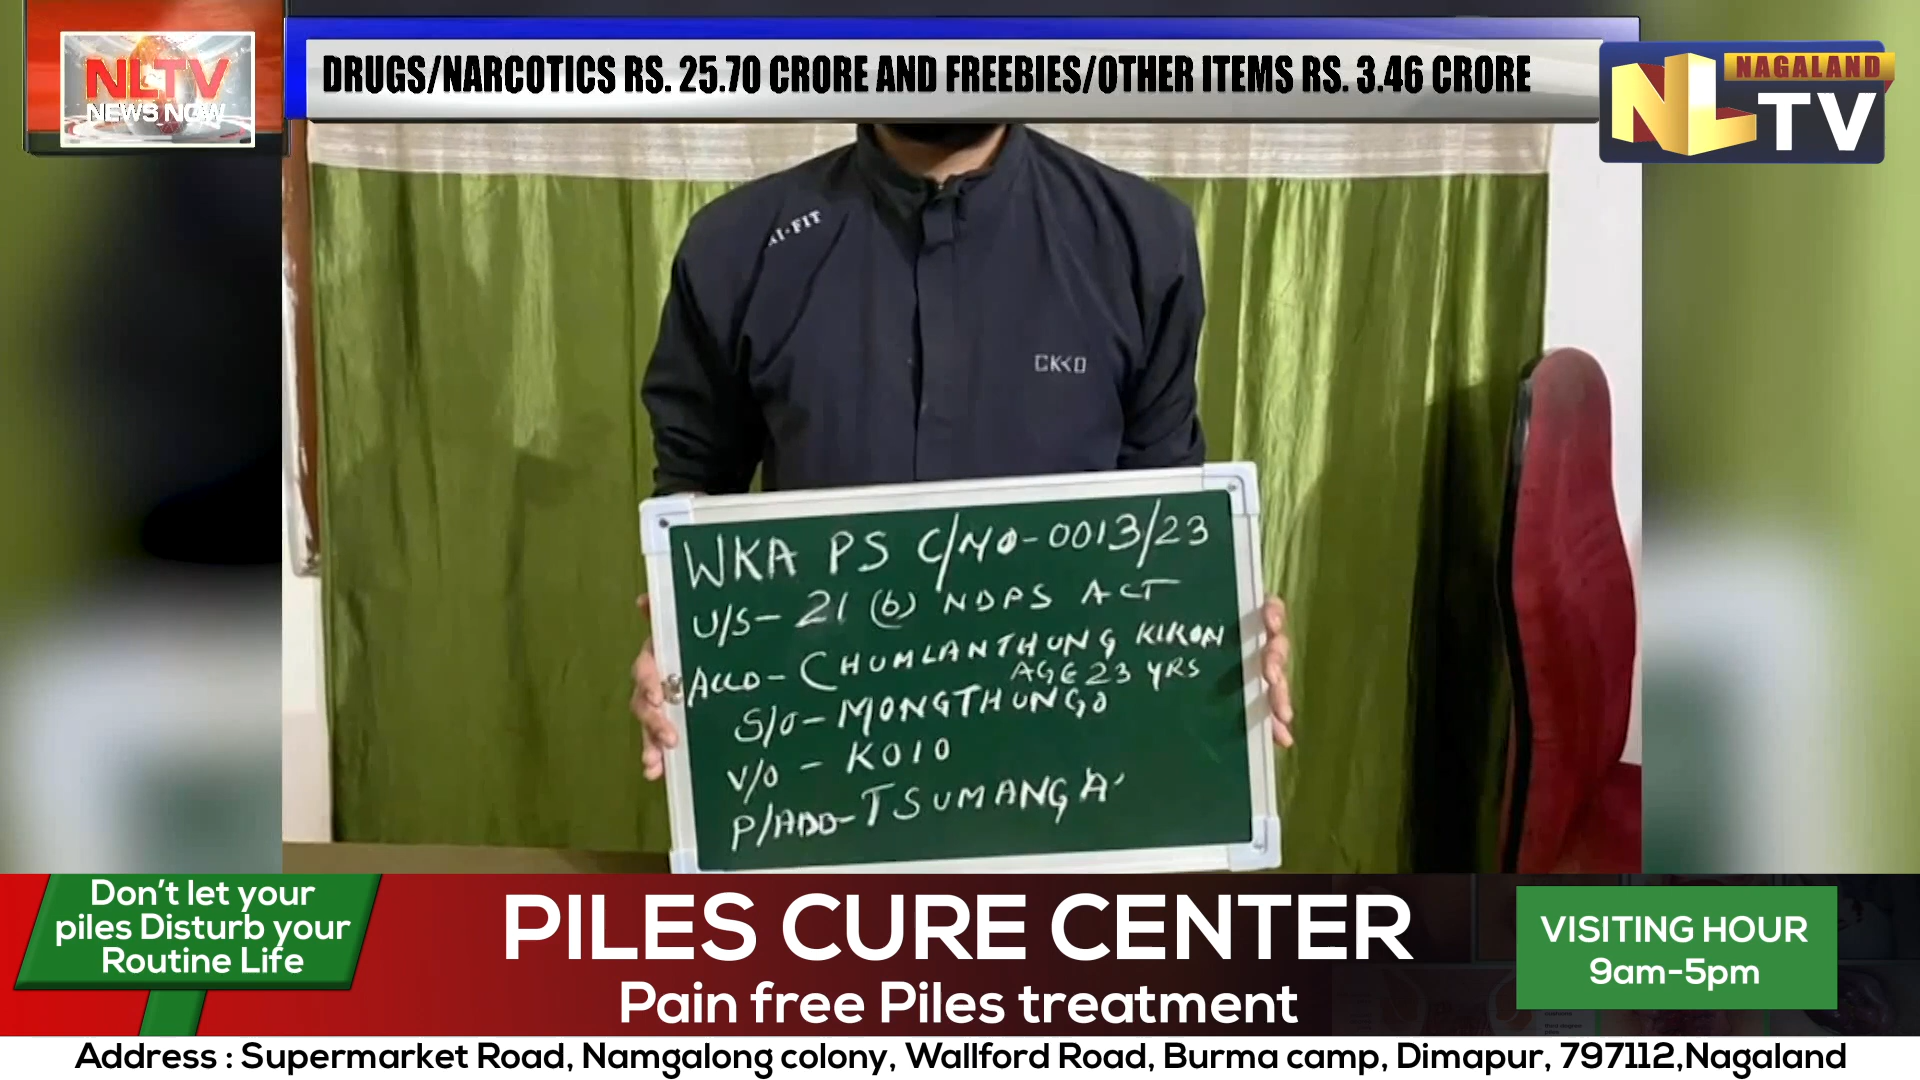 NLTV
NEWS NOW
DRUGS/NARCOTICS RS. 25.70 CRORE AND FREEBIES/OTHER ITEMS RS. 3.46 CRORE
NAGALAND
NL TV
AI-FIT
CKKO
WKA PS C/NO-0013/23
U/S- 21 (b) NDPS ACT
ACCD- CHUMLANTHUNG KIKON
AGE 23 YRS
S/O- MONGTHUNGO
V/O - KOIO
P/ADD- TSUMANGA
Don't let your
piles Disturb your
Routine Life
PILES CURE CENTER
Pain free Piles treatment
VISITING HOUR
9am-5pm
Address : Supermarket Road, Namgalong colony, Wallford Road, Burma camp, Dimapur, 797112,Nagaland